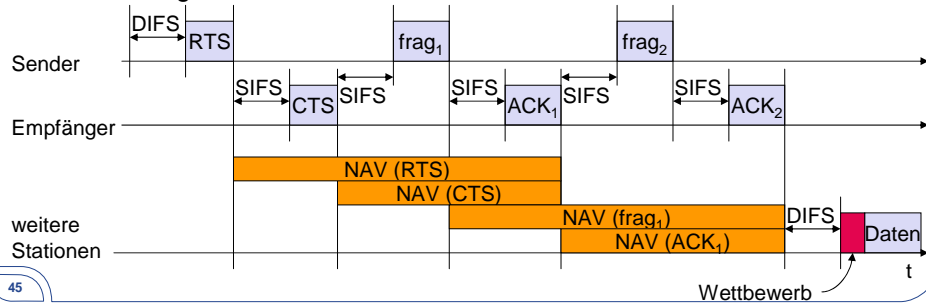 DIFS
RTS
frag₁
frag₂
Sender
SIFS
CTS
SIFS
SIFS
ACK₁
SIFS
SIFS
ACK₂
Empfänger
NAV (RTS)
NAV (CTS)
NAV (frag₁)
NAV (ACK₁)
DIFS
Daten
weitere
Stationen
t
Wettbewerb
45